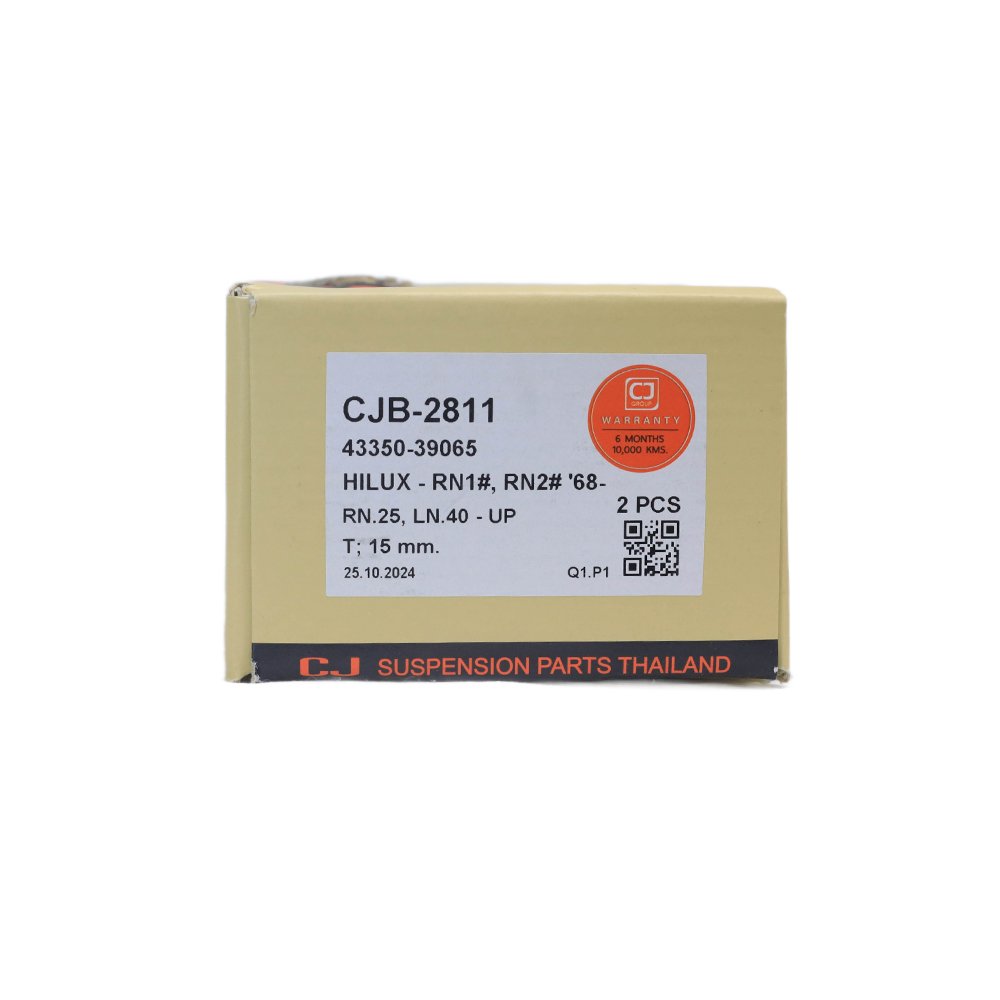 CJB-2811
43350-39065
HILUX - RN1#, RN2# '68-
RN.25, LN.40 - UP
T; 15 mm.
25.10.2024
CJ
GROUP
WARRANTY
6 MONTHS
10,000 KMS.
2 PCS
Q1.P1
CJ SUSPENSION PARTS THAILAND